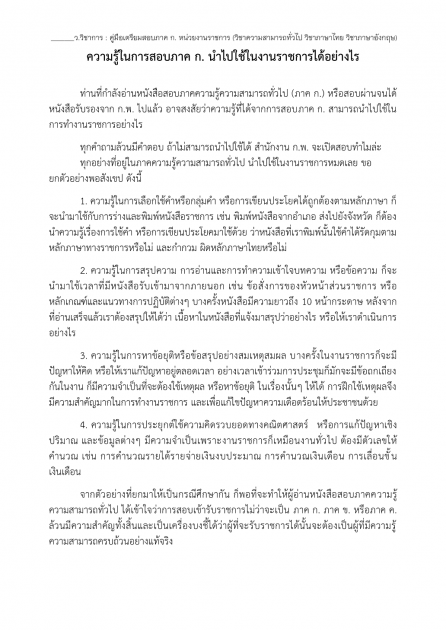 ______ว.วิชาการ : คู่มือเตรียมสอบภาค ก. หน่วยงานราชการ (วิชาความสามารถทั่วไป วิชาภาษาไทย วิชาภาษาอังกฤษ)
ความรู้ในการสอบภาค ก. นำไปใช้ในงานราชการได้อย่างไร
ท่านที่กำลังอ่านหนังสือสอบภาคความรู้ความสามารถทั่วไป (ภาค ก.) หรือสอบผ่านจนได้
หนังสือรับรองจาก ก.พ. ไปแล้ว อาจสงสัยว่าความรู้ที่ได้จากการสอบภาค ก. สามารถนำไปใช้ใน
การทำงานราชการอย่างไร
ทุกคำถามล้วนมีคำตอบ ถ้าไม่สามารถนำไปใช้ได้ สำนักงาน ก.พ. จะเปิดสอบทำไมล่ะ
ทุกอย่างที่อยู่ในภาคความรู้ความสามารถทั่วไป นำไปใช้ในงานราชการหมดเลย ขอ
ยกตัวอย่างพอสังเขป ดังนี้
1. ความรู้ในการเลือกใช้คำหรือกลุ่มคำ หรือการเขียนประโยคได้ถูกต้องตามหลักภาษา ก็
จะนำมาใช้กับการร่างและพิมพ์หนังสือราชการ เช่น พิมพ์หนังสือจากอำเภอ ส่งไปยังจังหวัด ก็ต้อง
นำความรู้เรื่องการใช้คำ หรือการเขียนประโยคมาใช้ด้วย ว่าหนังสือที่เราพิมพ์นั้นใช้คำได้รัดกุมตาม
หลักภาษาทางราชการหรือไม่ และกำกวม ผิดหลักภาษาไทยหรือไม่
2. ความรู้ในการสรุปความ การอ่านและการทำความเข้าใจบทความ หรือข้อความ ก็จะ
นำมาใช้เวลาที่มีหนังสือรับเข้ามาจากภายนอก เช่น ข้อสั่งการของหัวหน้าส่วนราชการ หรือ
หลักเกณฑ์และแนวทางการปฏิบัติต่างๆ บางครั้งหนังสือมีความยาวถึง 10 หน้ากระดาษ หลังจาก
ที่อ่านเสร็จแล้วเราต้องสรุปให้ได้ว่า เนื้อหาในหนังสือที่แจ้งมาสรุปว่าอย่างไร หรือให้เราดำเนินการ
อย่างไร
3. ความรู้ในการหาข้อยุติหรือข้อสรุปอย่างสมเหตุสมผล บางครั้งในงานราชการก็จะมี
ปัญหาให้คิด หรือให้เราแก้ปัญหาอยู่ตลอดเวลา อย่างเวลาเข้าร่วมการประชุมก็มักจะมีข้อถกเถียง
กันในงาน ก็มีความจำเป็นที่จะต้องใช้เหตุผล หรือหาข้อยุติ ในเรื่องนั้นๆ ให้ได้ การฝึกใช้เหตุผลจึง
มีความสำคัญมากในการทำงานราชการ และเพื่อแก้ไขปัญหาความเดือดร้อนให้ประชาชนด้วย
4. ความรู้ในการประยุกต์ใช้ความคิดรวบยอดทางคณิตศาสตร์ หรือการแก้ปัญหาเชิง
ปริมาณ และข้อมูลต่างๆ มีความจำเป็นเพราะงานราชการก็เหมือนงานทั่วไป ต้องมีตัวเลขให้
คำนวณ เช่น การคำนวณรายได้รายจ่ายเงินงบประมาณ การคำนวณเงินเดือน การเลื่อนขั้น
เงินเดือน
จากตัวอย่างที่ยกมาให้เป็นกรณีศึกษากัน ก็พอที่จะทำให้ผู้อ่านหนังสือสอบภาคความรู้
ความสามารถทั่วไป ได้เข้าใจว่าการสอบเข้ารับราชการไม่ว่าจะเป็น ภาค ก. ภาค ข. หรือภาค ค.
ล้วนมีความสำคัญทั้งสิ้นและเป็นเครื่องบ่งชี้ได้ว่าผู้ที่จะรับราชการได้นั้นจะต้องเป็นผู้ที่มีความรู้
ความสามารถครบถ้วนอย่างแท้จริง